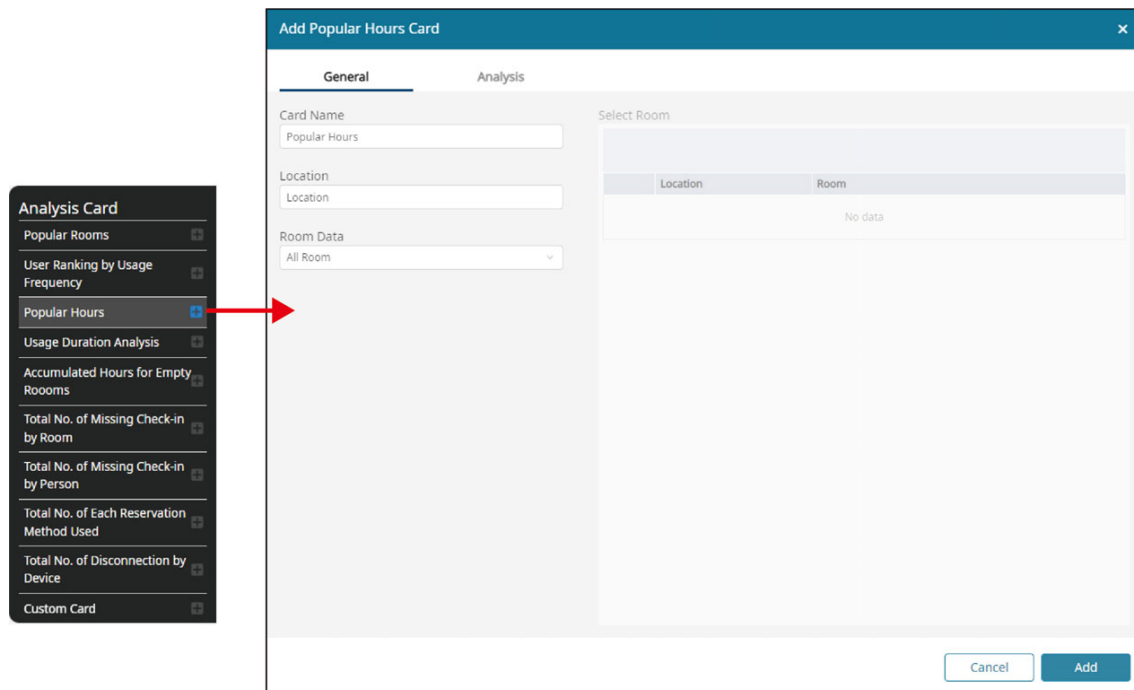 Analysis Card
Popular Rooms
User Ranking by Usage
Frequency
Popular Hours
Usage Duration Analysis
Accumulated Hours for Empty
Roooms
Total No. of Missing Check-in
by Room
Total No. of Missing Check-in
by Person
Total No. of Each Reservation
Method Used
Total No. of Disconnection by
Device
Custom Card
Add Popular Hours Card
General Analysis
Card Name
Popular Hours
Location
Location
Room Data
All Room
Select Room
Location Room
No data
Cancel Add